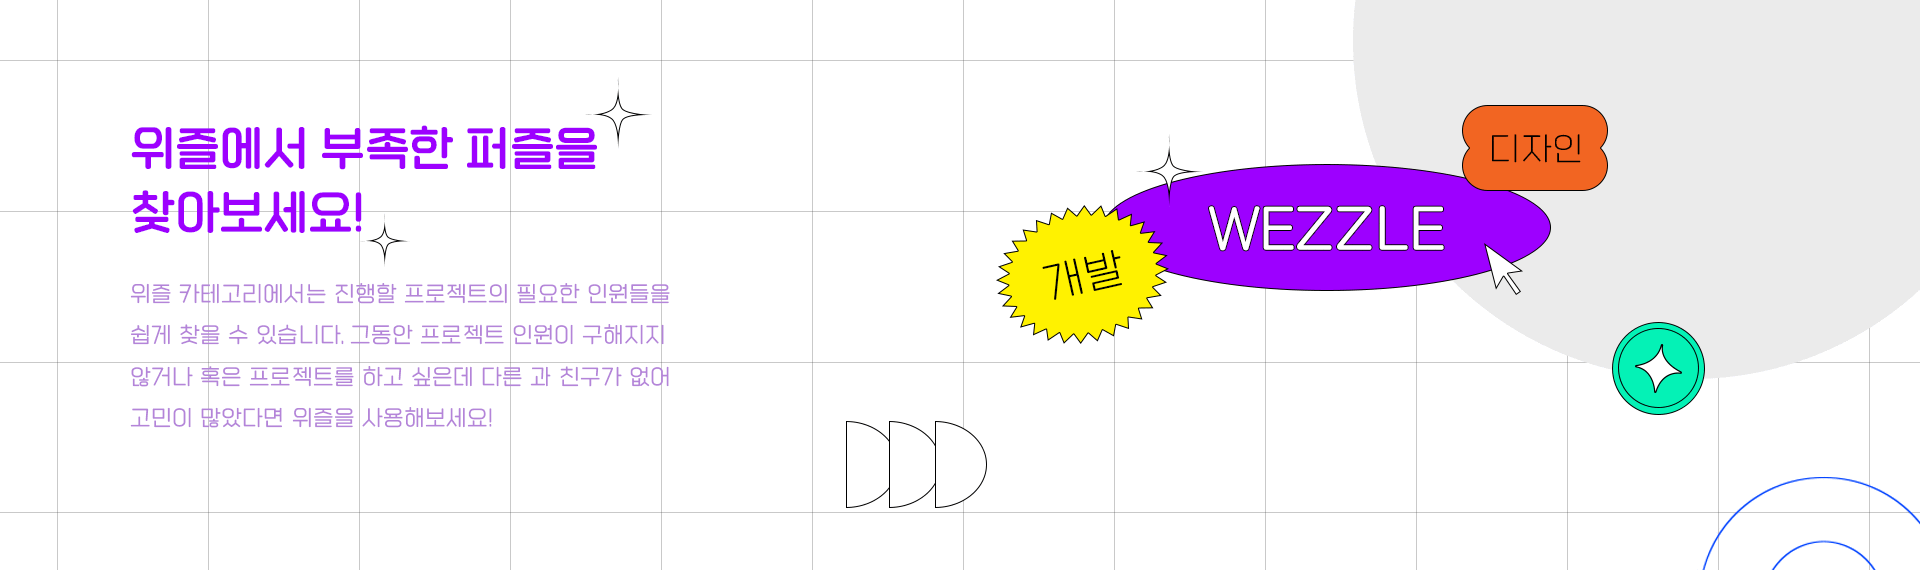 위즐에서 부족한 퍼즐을
찾아보세요!
위즐 카테고리에서는 진행할 프로젝트의 필요한 인원들을
쉽게 찾을 수 있습니다. 그동안 프로젝트 인원이 구해지지
않거나 혹은 프로젝트를 하고 싶은데 다른 과 친구가 없어
고민이 많았다면 위즐을 사용해보세요!
디자인
WEZZLE
개발